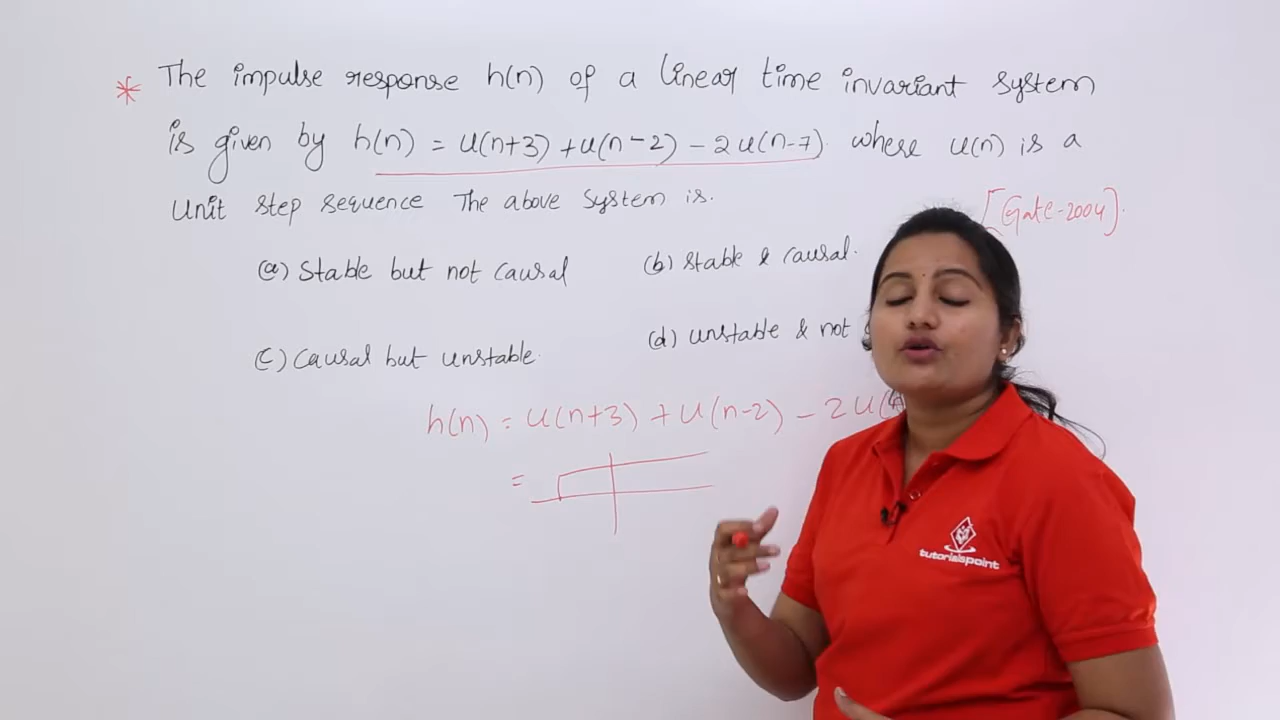 * The impulse response h(n) of a linear time invariant system
is given by h(n) = u(n+3) + u(n-2) - 2u(n-7) where u(n) is a
unit step sequence The above system is.
[Gate-2004].
(a) stable but not causal
(b) stable & causal.
(c) causal but unstable.
(d) unstable & not
h(n) = u(n+3) + u(n-2) - 2u(
=
tutorialspoint